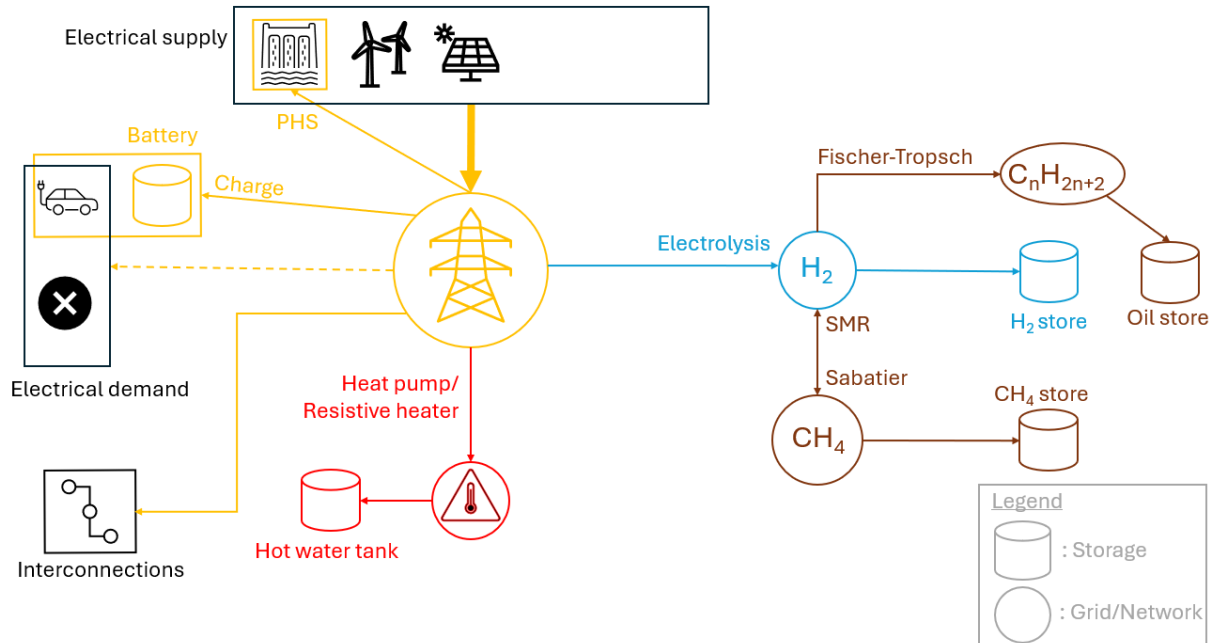 Electrical supply
PHS
Battery
Charge
Fischer-Tropsch
CₙH₂ₙ₊₂
Electrolysis
H₂
SMR
H₂ store
Oil store
Electrical demand
Heat pump/
Resistive heater
Sabatier
CH₄ store
CH₄
Legend
Hot water tank
: Storage
Interconnections
: Grid/Network